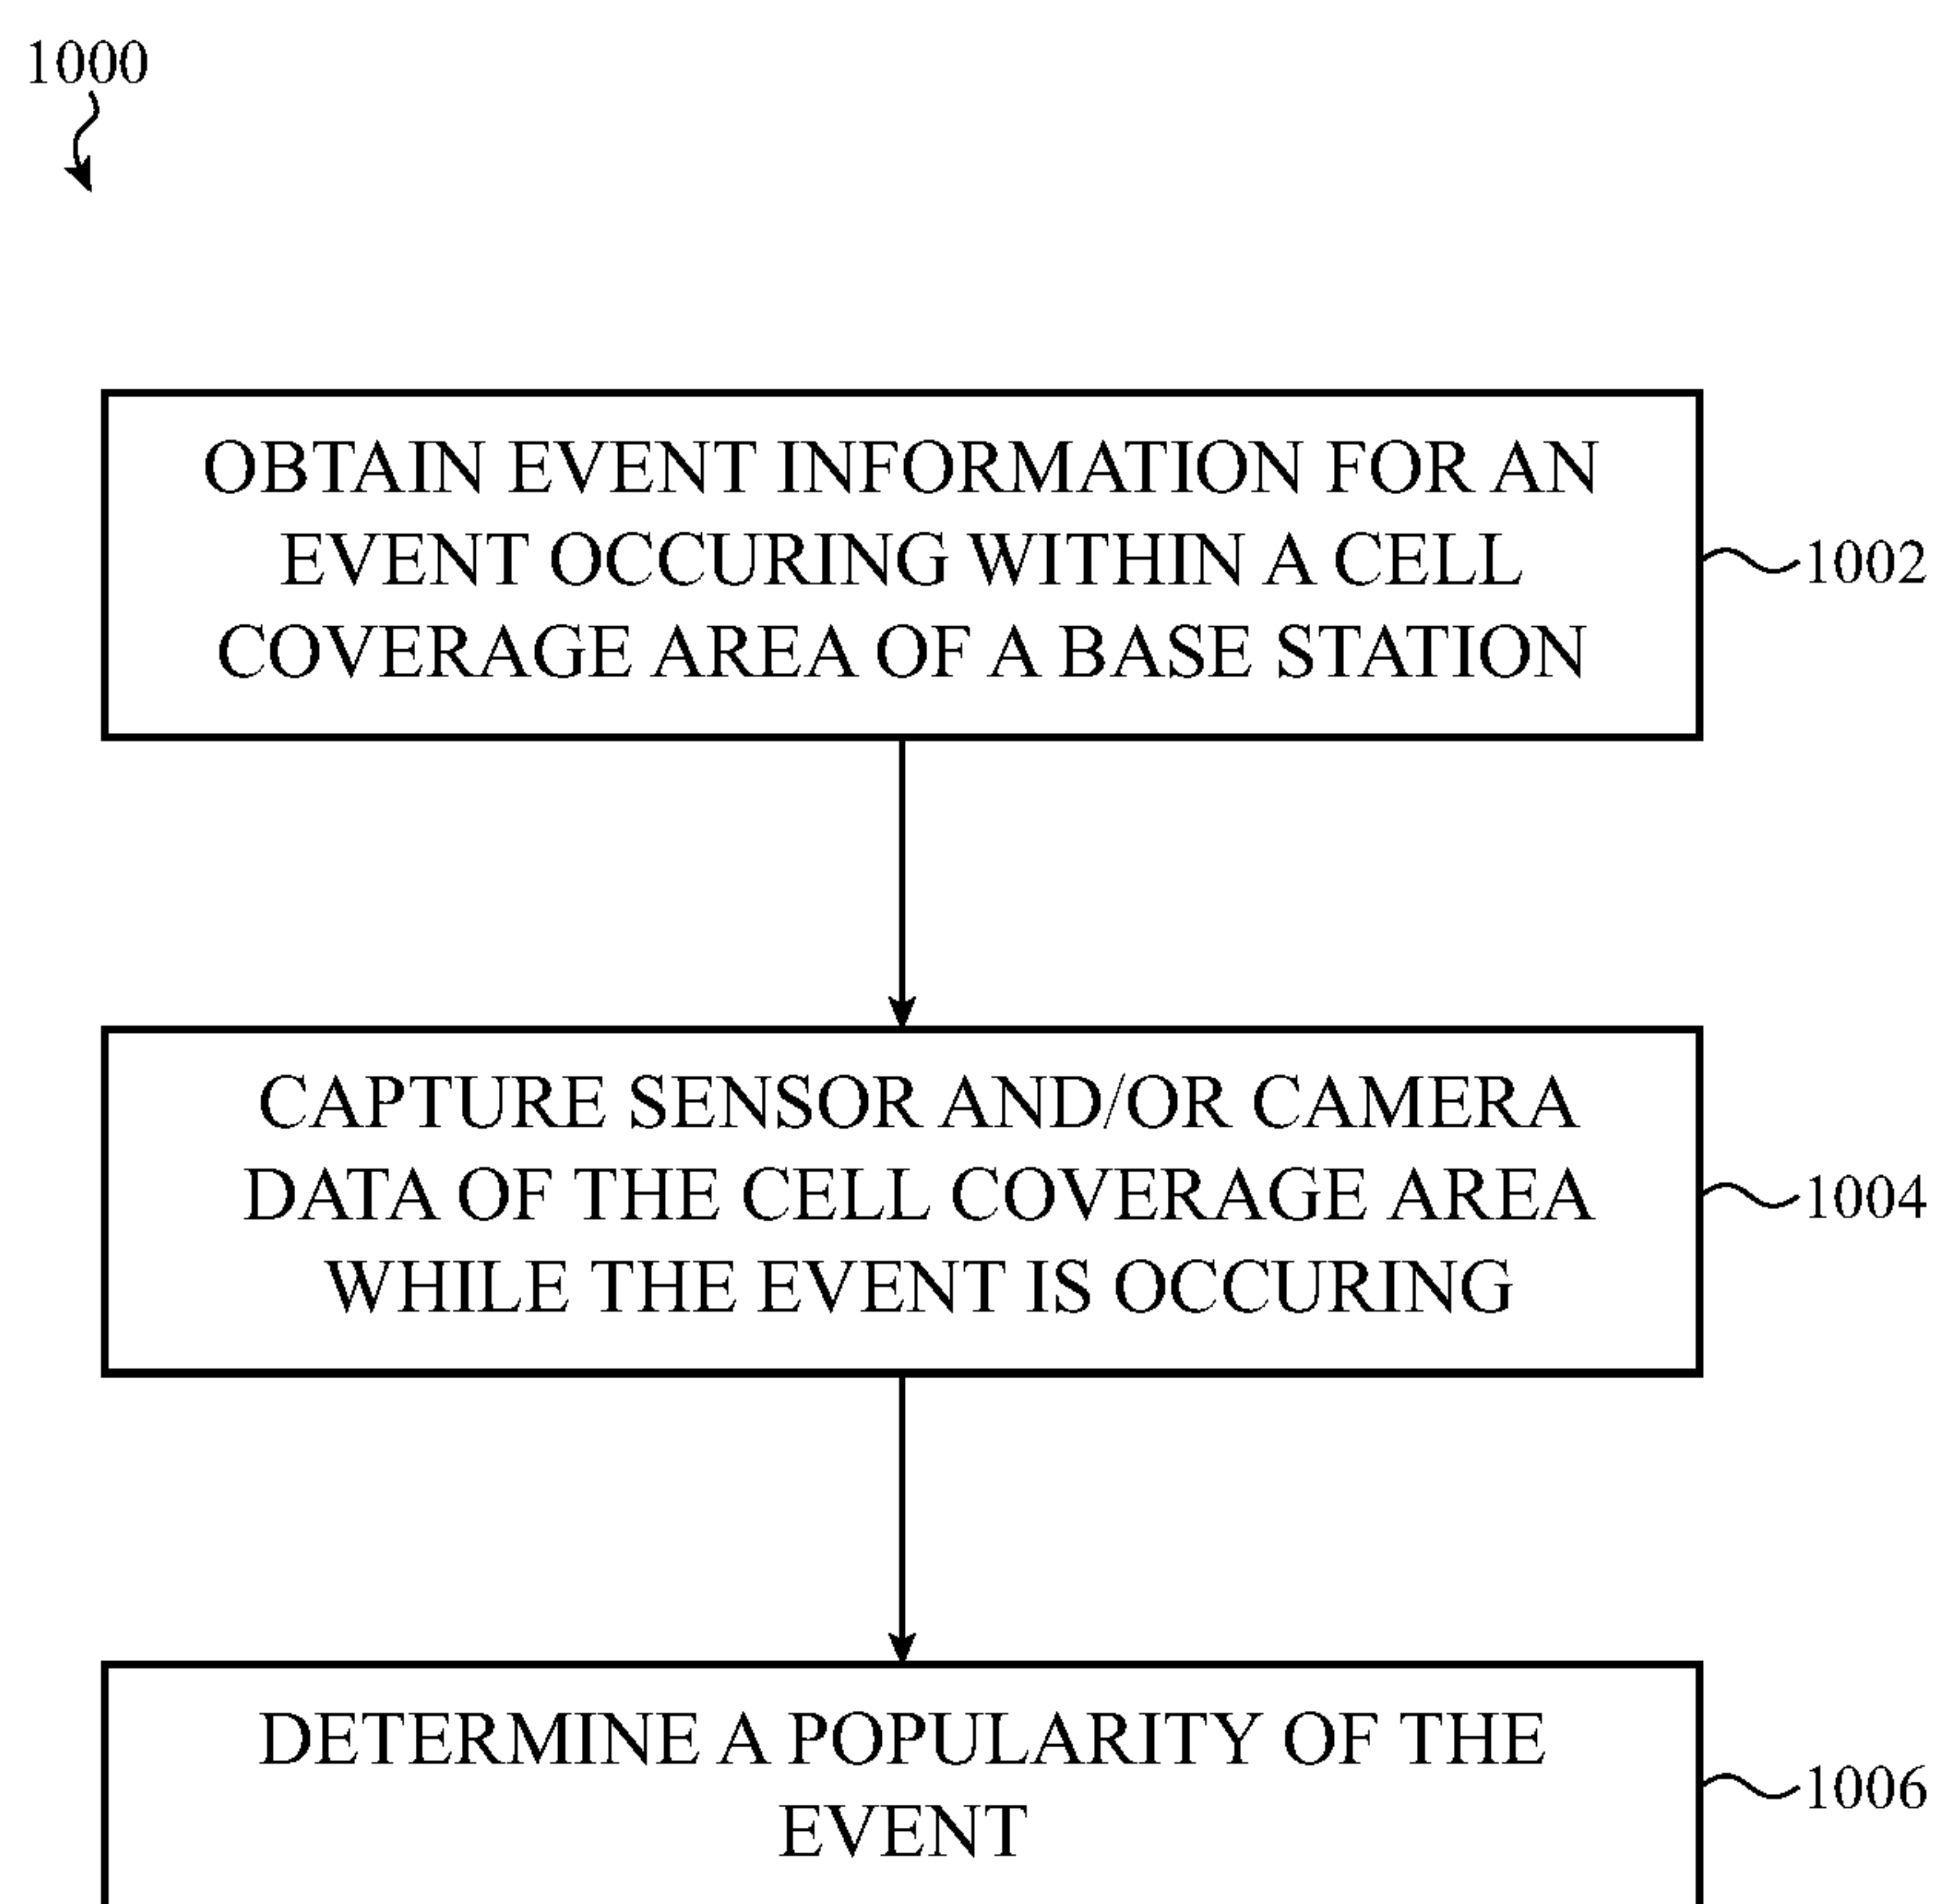 1000
OBTAIN EVENT INFORMATION FOR AN
EVENT OCCURING WITHIN A CELL
COVERAGE AREA OF A BASE STATION
1002
CAPTURE SENSOR AND/OR CAMERA
DATA OF THE CELL COVERAGE AREA
WHILE THE EVENT IS OCCURING
1004
DETERMINE A POPULARITY OF THE
EVENT
1006